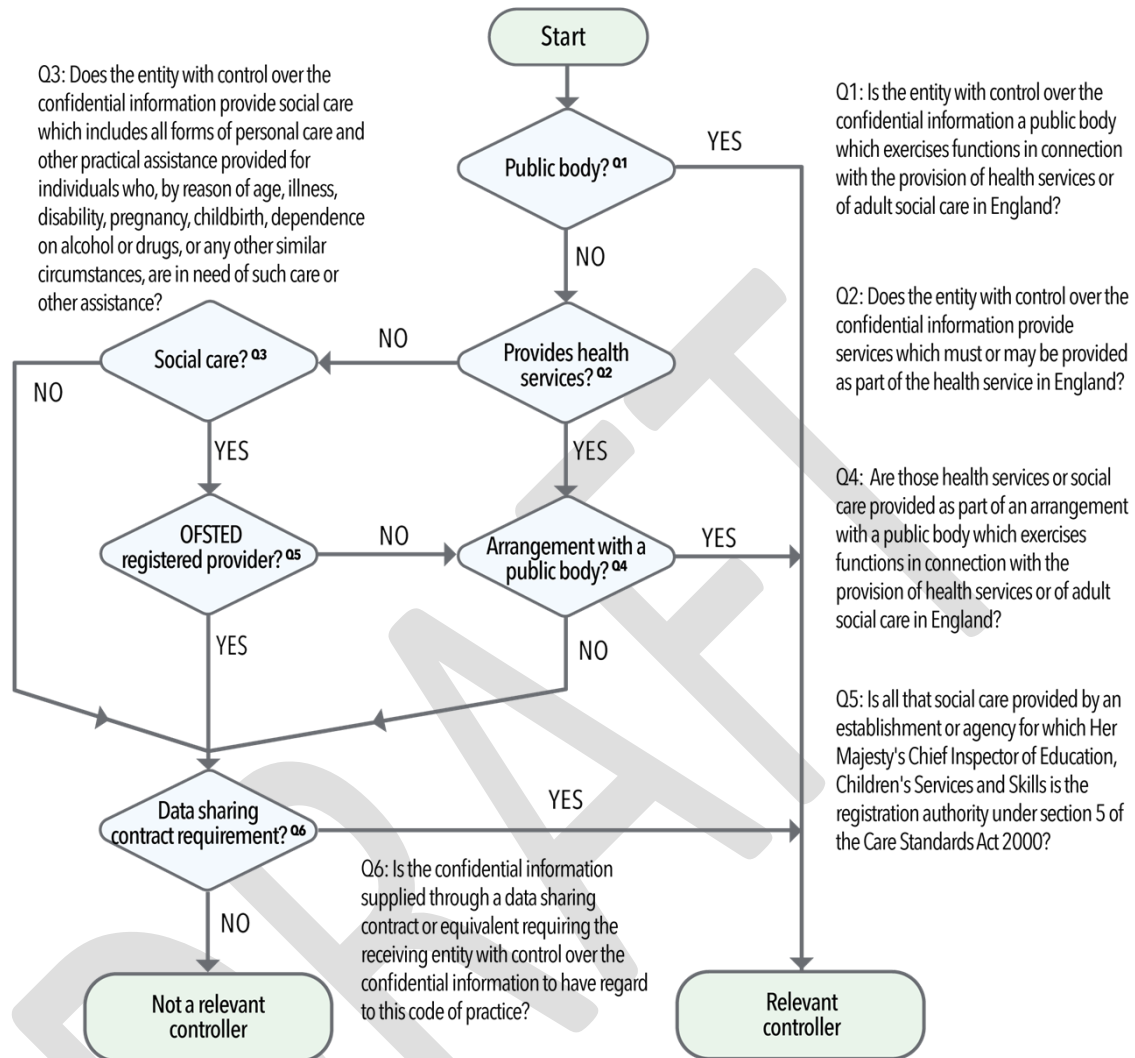 Start
Q3: Does the entity with control over the
confidential information provide social care
which includes all forms of personal care and
other practical assistance provided for
individuals who, by reason of age, illness,
disability, pregnancy, childbirth, dependence
on alcohol or drugs, or any other similar
circumstances, are in need of such care or
other assistance?
Public body? Q1
YES
NO
Q1: Is the entity with control over the
confidential information a public body
which exercises functions in connection
with the provision of health services or
of adult social care in England?
Social care? Q3
NO
NO
YES
Provides health
services? Q2
YES
Q2: Does the entity with control over the
confidential information provide
services which must or may be provided
as part of the health service in England?
OFSTED
registered provider? Q5
NO
YES
Arrangement with a
public body? Q4
YES
NO
Q4: Are those health services or social
care provided as part of an arrangement
with a public body which exercises
functions in connection with the
provision of health services or of adult
social care in England?
Q5: Is all that social care provided by an
establishment or agency for which Her
Majesty's Chief Inspector of Education,
Children's Services and Skills is the
registration authority under section 5 of
the Care Standards Act 2000?
Data sharing
contract requirement? Q6
YES
NO
Q6: Is the confidential information
supplied through a data sharing
contract or equivalent requiring the
receiving entity with control over the
confidential information to have regard
to this code of practice?
Not a relevant
controller
Relevant
controller
DRAFT